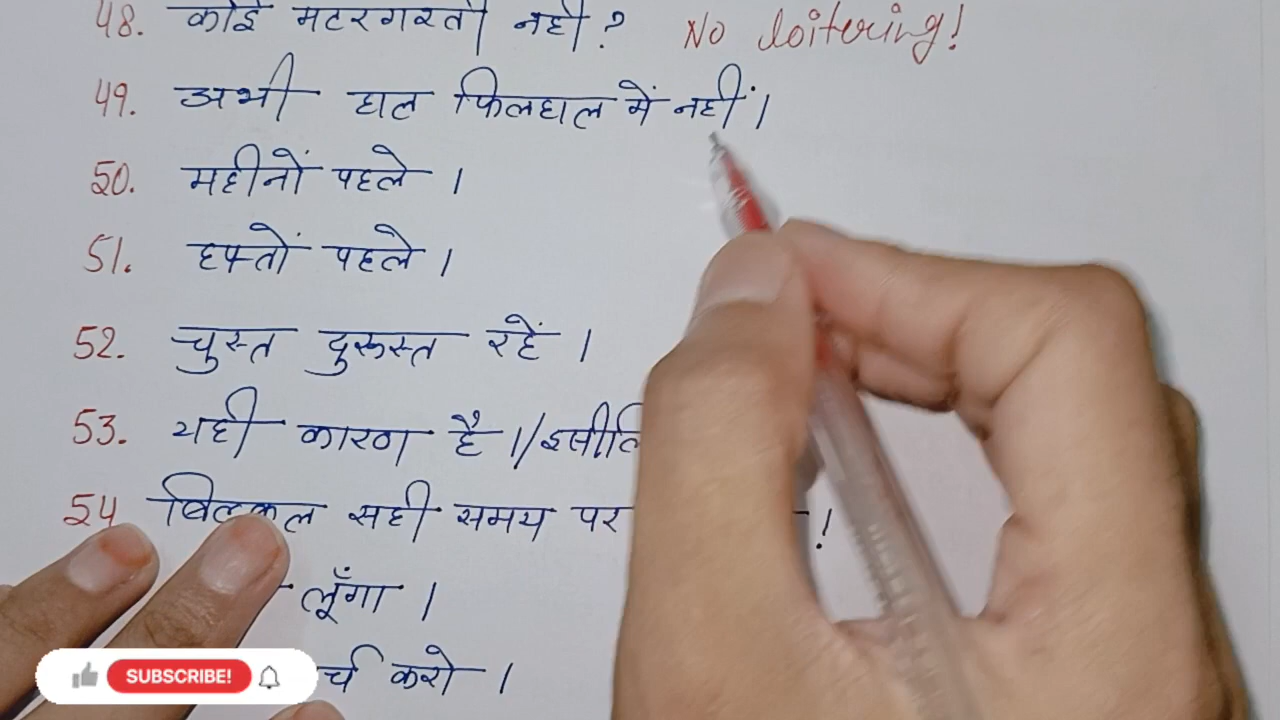 48. कोई मटरगस्ती नहीं? No loitering!
49. अभी हाल फिलहाल में नहीं।
50. महीनों पहले ।
51. हफ्तों पहले ।
52. चुस्त दुरूस्त रहें ।
53. यही कारण है ।/इसीलि
54 बिल्कुल सही समय पर !
लूँगा ।
र्च करो ।
SUBSCRIBE!